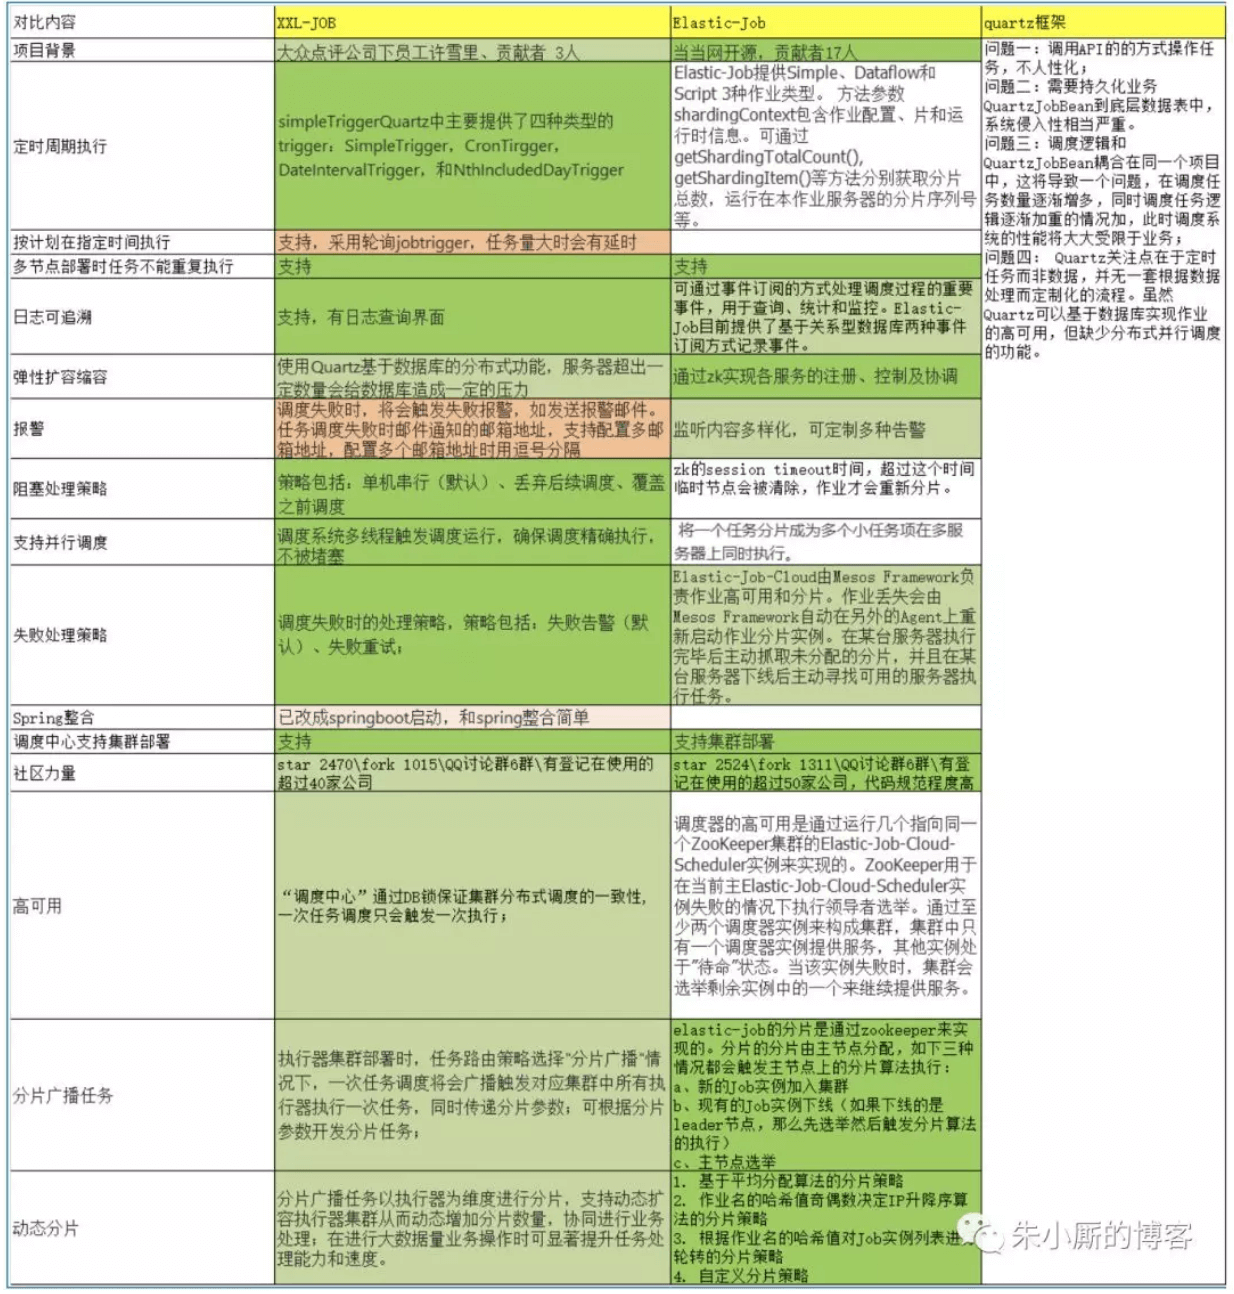 对比内容
XXL-JOB
Elastic-Job
quartz框架
项目背景
大众点评公司下员工许雪里、贡献者 3人
当当网开源，贡献者17人
定时周期执行
simpleTriggerQuartz中主要提供了四种类型的
trigger：SimpleTrigger，CronTirgger，
DateIntervalTrigger，和NthIncludedDayTrigger
Elastic-Job提供Simple、Dataflow和
Script 3种作业类型。 方法参数
shardingContext包含作业配置、片和运
行时信息。可通过
getShardingTotalCount(),
getShardingItem()等方法分别获取分片
总数，运行在本作业服务器的分片序列号
等。
问题一：调用API的的方式操作任
务，不人性化；
问题二：需要持久化业务
QuartzJobBean到底层数据表中，
系统侵入性相当严重。
问题三：调度逻辑和
QuartzJobBean耦合在同一个项目
中，这将导致一个问题，在调度任
务数量逐渐增多，同时调度任务逻
辑逐渐加重的情况加，此时调度系
统的性能将大大受限于业务；
问题四： Quartz关注点在于定时
任务而非数据，并无一套根据数据
处理而定制化的流程。虽然
Quartz可以基于数据库实现作业
的高可用，但缺少分布式并行调度
的功能。
按计划在指定时间执行
支持，采用轮询jobtrigger，任务量大时会有延时
多节点部署时任务不能重复执行
支持
支持
日志可追溯
支持，有日志查询界面
可通过事件订阅的方式处理调度过程的重要
事件，用于查询、统计和监控。Elastic-
Job目前提供了基于关系型数据库两种事件
订阅方式记录事件。
弹性扩容缩容
使用Quartz基于数据库的分布式功能，服务器超出一
定数量会给数据库造成一定的压力
通过zk实现各服务的注册、控制及协调
报警
调度失败时，将会触发失败报警，如发送报警邮件。
任务调度失败时邮件通知的邮箱地址，支持配置多邮
箱地址，配置多个邮箱地址时用逗号分隔
监听内容多样化，可定制多种告警
阻塞处理策略
策略包括：单机串行（默认）、丢弃后续调度、覆盖
之前调度
zk的session timeout时间，超过这个时间
临时节点会被清除，作业才会重新分片。
支持并行调度
调度系统多线程触发调度运行，确保调度精确执行，
不被堵塞
将一个任务分片成为多个小任务项在多服
务器上同时执行。
失败处理策略
调度失败时的处理策略，策略包括：失败告警（默
认）、失败重试；
Elastic-Job-Cloud由Mesos Framework负
责作业高可用和分片。作业丢失会由
Mesos Framework自动在另外的Agent上重
新启动作业分片实例。在某台服务器执行
完毕后主动抓取未分配的分片，并且在某
台服务器下线后主动寻找可用的服务器执
行任务。
Spring整合
已改成springboot启动，和spring整合简单
调度中心支持集群部署
支持
支持集群部署
社区力量
star 2470\fork 1015\QQ讨论群6群\有登记在使用的
超过40家公司
star 2524\fork 1311\QQ讨论群6群\有登
记在使用的超过50家公司，代码规范程度高
高可用
“调度中心”通过DB锁保证集群分布式调度的一致性，
一次任务调度只会触发一次执行；
调度器的高可用是通过运行几个指向同一
个ZooKeeper集群的Elastic-Job-Cloud-
Scheduler实例来实现的。ZooKeeper用于
在当前主Elastic-Job-Cloud-Scheduler实
例失败的情况下执行领导者选举。通过至
少两个调度器实例来构成集群，集群中只
有一个调度器实例提供服务，其他实例处
于"待命"状态。当该实例失败时，集群会
选举剩余实例中的一个来继续提供服务。
分片广播任务
执行器集群部署时，任务路由策略选择"分片广播"情
况下，一次任务调度将会广播触发对应集群中所有执
行器执行一次任务，同时传递分片参数；可根据分片
参数开发分片任务；
elastic-job的分片是通过zookeeper来实
现的。分片的分片由主节点分配，如下三种
情况都会触发主节点上的分片算法执行：
a、新的Job实例加入集群
b、现有的Job实例下线（如果下线的是
leader节点，那么先选举然后触发分片算法
的执行）
c、主节点选举
动态分片
分片广播任务以执行器为维度进行分片，支持动态扩
容执行器集群从而动态增加分片数量，协同进行业务
处理；在进行大数据量业务操作时可显著提升任务处
理能力和速度。
1. 基于平均分配算法的分片策略
2. 作业名的哈希值奇偶数决定IP升降序算
法的分片策略
3. 根据作业名的哈希值对Job实例列表进
轮转的分片策略
4. 自定义分片策略
朱小厮的博客